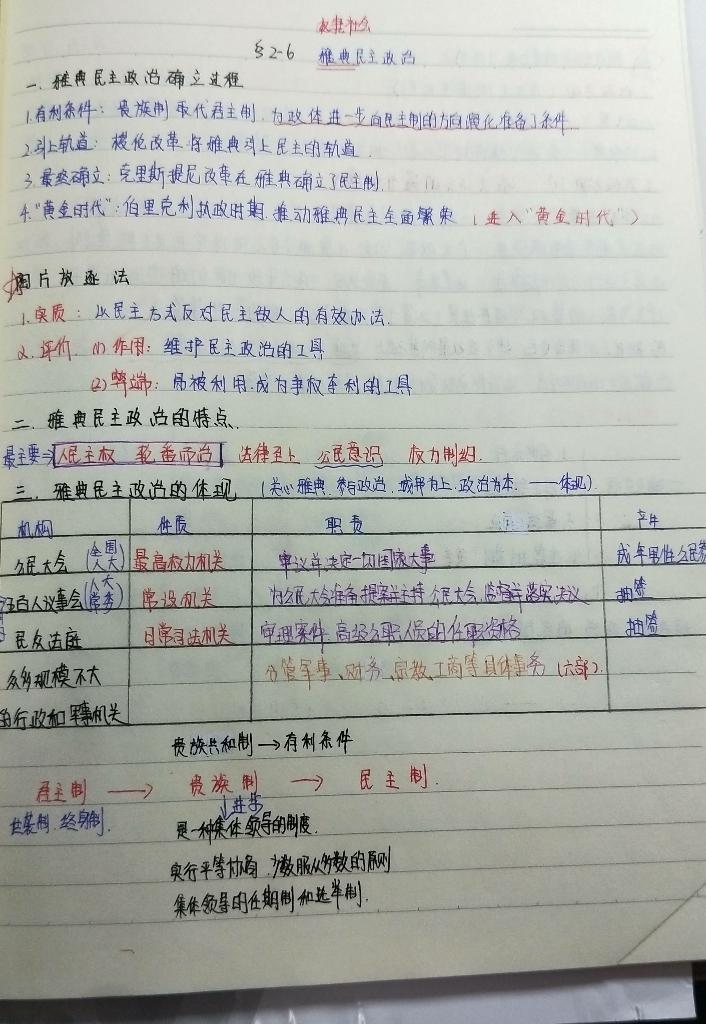 §2-6 雅典民主政治
一、雅典民主政治确立过程
1.有利条件：贵族制取代君主制，为政体进一步向民主制的方向演化准备了条件
2.引上轨道：梭伦改革将雅典引上民主的轨道.
3.最终确立：克里斯提尼改革在雅典确立了民主制
4.“黄金时代”：伯里克利执政时期.推动雅典民主全面繁荣（进入“黄金时代”）
陶片放逐法
1.实质：以民主方式反对民主敌人的有效办法.
2.评价 (1)作用：维护民主政治的工具
(2)弊端：易被利用.成为争权夺利的工具
二.雅典民主政治的特点.
最主要⇒人民主权 轮番而治 法律至上 公民意识 权力制约.
三.雅典民主政治的体现（关心雅典.参与政治.城邦为上.政治为本.——体现）
机构 性质 职责 产生
公民大会（全国人大） 最高权力机关 审议并决定一切国家大事 成年男性公民
五百人议事会（人大常委） 常设机关 为公民大会准备提案并主持公民大会.监督并落实决议 抽签
民众法庭 日常司法机关 审理案件.高级公职人员的任职资格 抽签
众多规模不大的行政和军事机关 分管军事、财务、宗教、工商等具体事务（六部）.
贵族共和制→有利条件
君主制 → 贵族制 → 民主制.
世袭制.终身制. ↓进步
是一种集体领导的制度.
实行平等协商.少数服从多数的原则
集体领导的任期制和选举制.